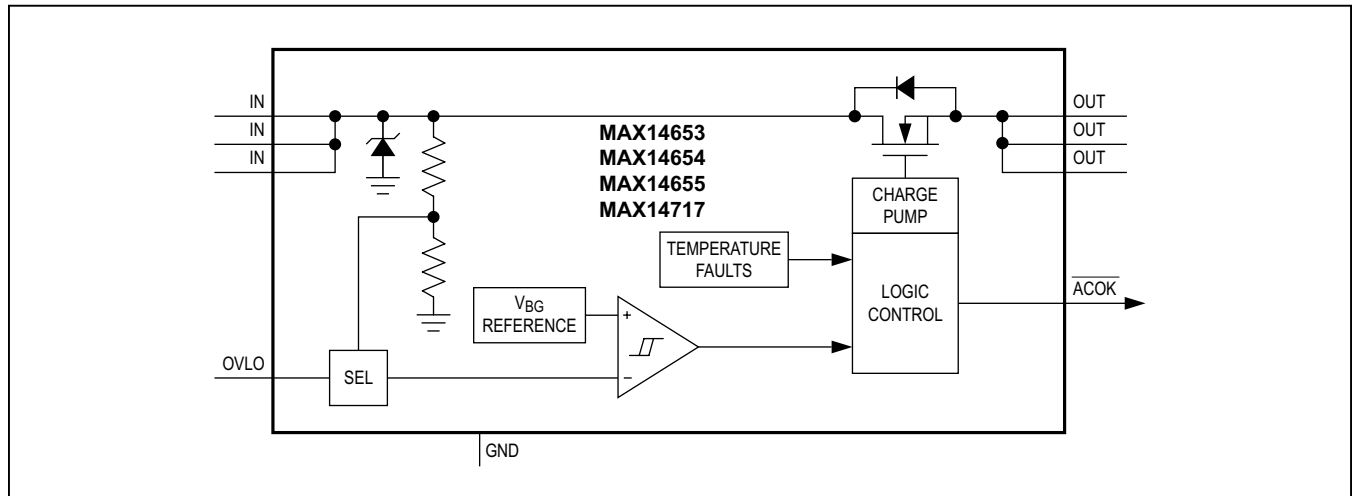 IN
IN
IN
OUT
OUT
OUT
MAX14653
MAX14654
MAX14655
MAX14717
CHARGE
PUMP
TEMPERATURE
FAULTS
LOGIC
CONTROL
ACOK
VBG
REFERENCE
+
−
OVLO
SEL
GND